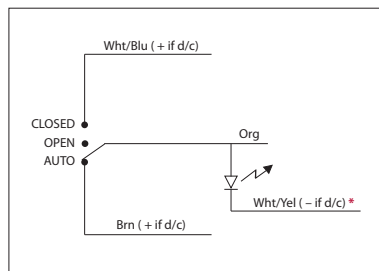 Wht/Blu ( + if d/c)
CLOSED
OPEN
AUTO
Org
Wht/Yel ( – if d/c) *
Brn ( + if d/c)